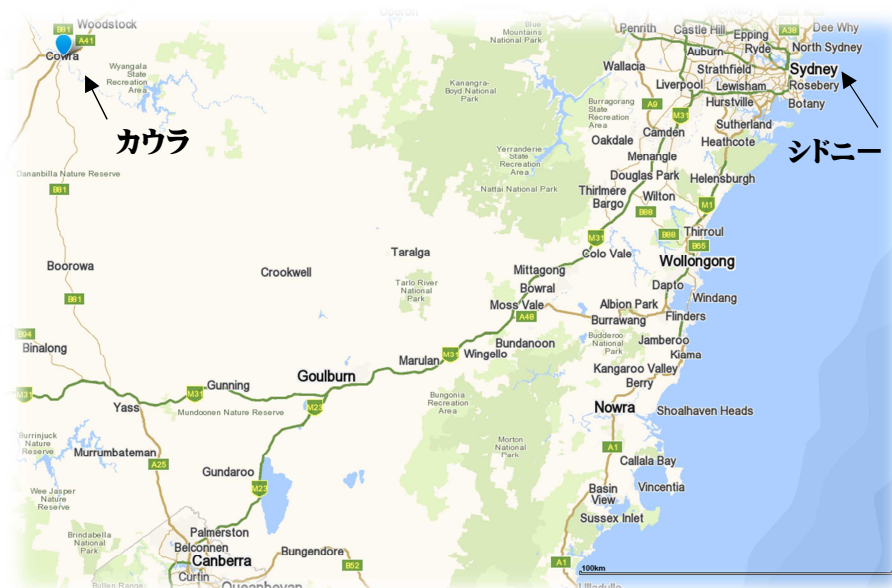 Woodstock
B81
A41
Cowra
Wyangala
State
Recreation
Area
カウラ
Blue
Mountains
National Park
Penrith
Castle Hill
Epping
A38
Dee Why
Auburn
Ryde
North Sydney
Wallacia
Strathfield
Sydney
Liverpool
Lewisham
Rosebery
Kanangra-
Boyd National
Park
Burragorang
State
Recreation
Area
A9
M31
Hurstville
Botany
Sutherland
シドニー
Oakdale
Camden
Heathcote
Yerranderie
State
Recreation
Area
Menangle
Nattai National Park
Douglas Park
Helensburgh
Thirlmere
Bargo
Wilton
B88
M1
Dananbilla Nature Reserve
B81
Thirroul
B88
B65
M31
Colo Vale
Wollongong
Taralga
Boorowa
Crookwell
Mittagong
Tarlo River
National
Park
Bowral
Dapto
Windang
B81
Moss Vale
A48
Albion Park
Burrawang
Flinders
B94
Binalong
Bundanoon
Budderoo
National
Park
Jamberoo
Kiama
Marulan
M31
Wingello
Kangaroo Valley
Berry
Goulburn
M31
M31
Gunning
Yass
Mundoonen Nature Reserve
M23
Bungonia
Recreation
Area
Nowra
Shoalhaven Heads
Burrinjuck
Nature
Reserve
Murrumbateman
A25
Morton
National
Park
A1
Callala Bay
Gundaroo
M23
Basin
View
Vincentia
Wee Jasper
Nature
Reserve
Sussex Inlet
Brindabella
National
Park
Palmerston
Belconnen
Canberra
Bungendore
B52
A1
100km
Curtin
Queanbeyan
Bullen Range
Ulladulla